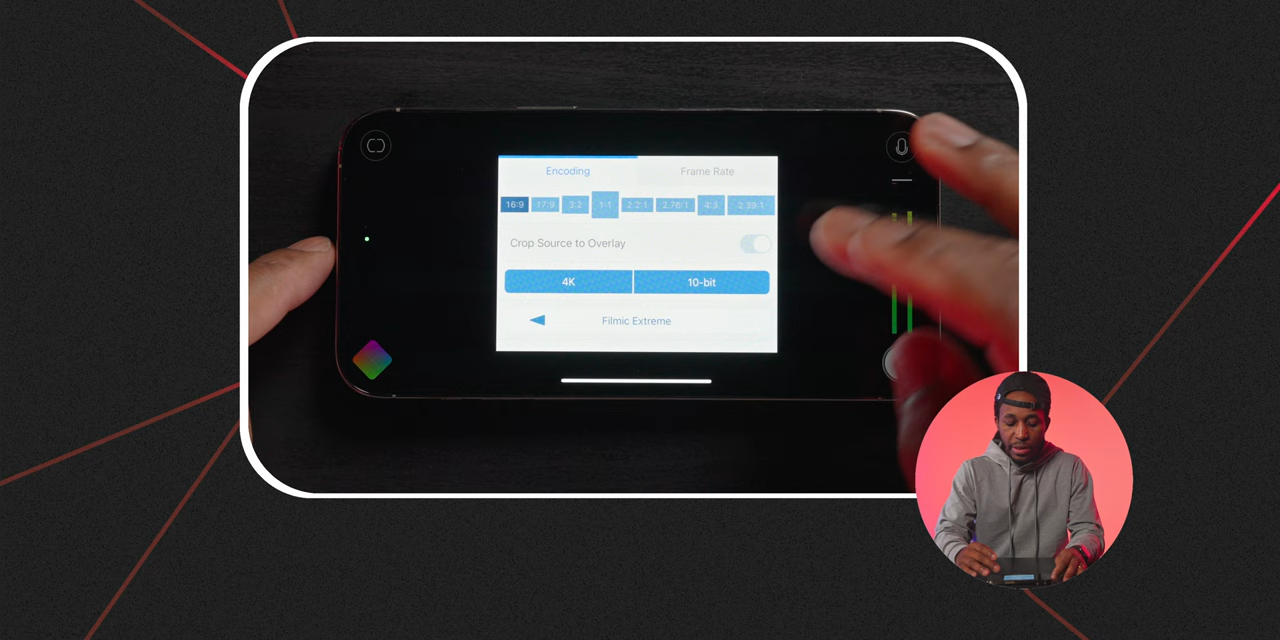 Encoding Frame Rate
16:9 17:9 3:2 1:1 2.2:1 2.76:1 4:3 2.39:1
Crop Source to Overlay
4K 10-bit
Filmic Extreme